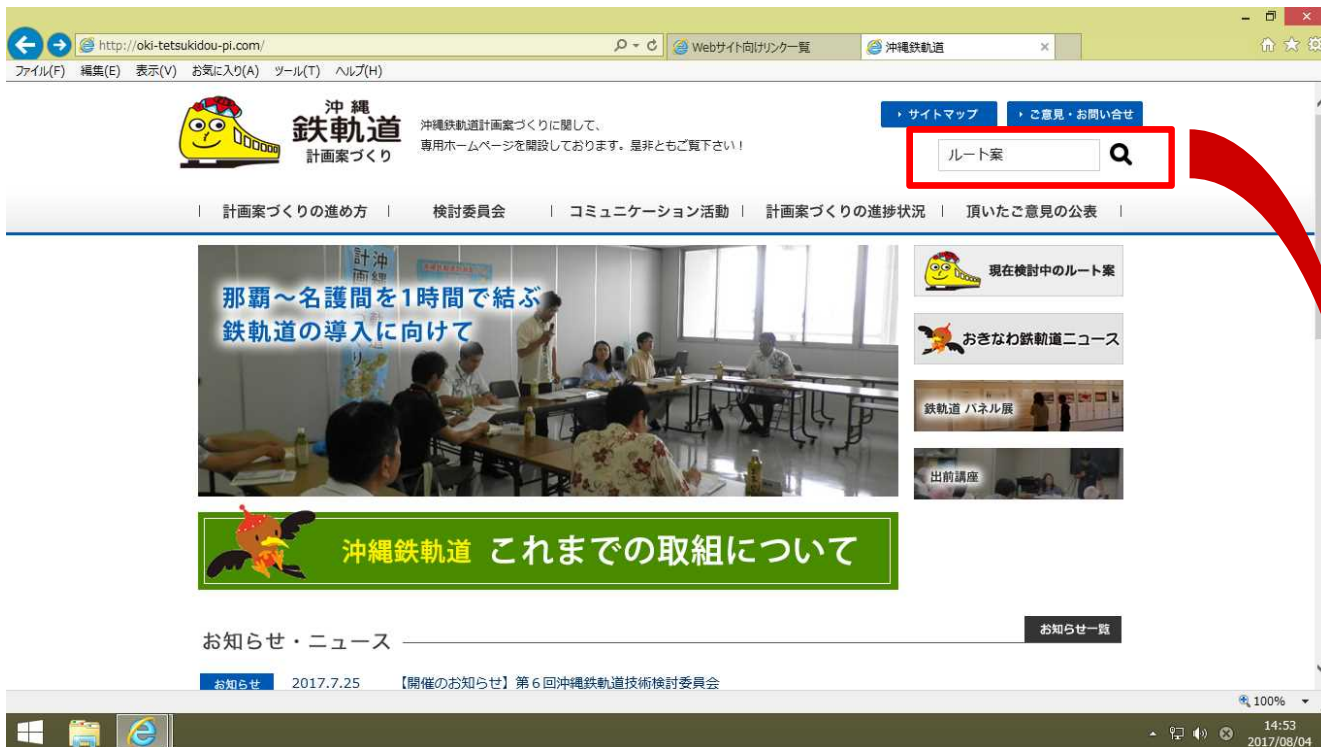 http://oki-tetsukidou-pi.com/
Webサイト向けリンク一覧
沖縄鉄軌道
ファイル(F) 編集(E) 表示(V) お気に入り(A) ツール(T) ヘルプ(H)
沖縄
鉄軌道
計画案づくり
沖縄鉄軌道計画案づくりに関して、
専用ホームページを開設しております。是非ともご覧下さい！
サイトマップ
ご意見・お問い合せ
ルート案
計画案づくりの進め方 | 検討委員会 | コミュニケーション活動 | 計画案づくりの進捗状況 | 頂いたご意見の公表
那覇～名護間を1時間で結ぶ
鉄軌道の導入に向けて
現在検討中のルート案
おきなわ鉄軌道ニュース
鉄軌道 パネル展
出前講座
沖縄鉄軌道 これまでの取組について
お知らせ・ニュース
お知らせ一覧
お知らせ 2017.7.25 【開催のお知らせ】第６回沖縄鉄軌道技術検討委員会
100%
14:53
2017/08/04